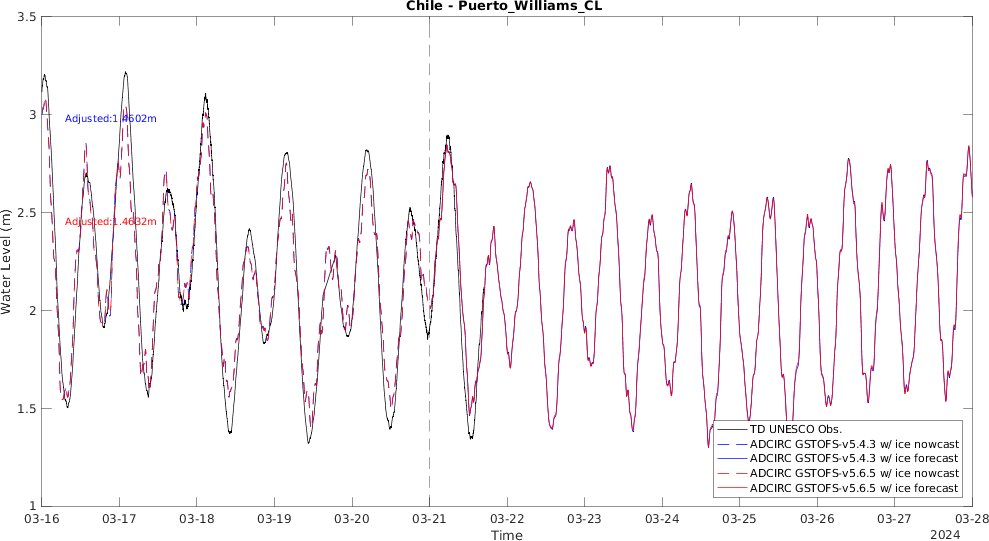 Chile - Puerto_Williams_CL
3.5
3
2.5
2
1.5
1
Water Level (m)
Adjusted:1.4602m
Adjusted:1.4632m
TD UNESCO Obs.
ADCIRC GSTOFS-v5.4.3 w/ ice nowcast
ADCIRC GSTOFS-v5.4.3 w/ ice forecast
ADCIRC GSTOFS-v5.6.5 w/ ice nowcast
ADCIRC GSTOFS-v5.6.5 w/ ice forecast
03-16 03-17 03-18 03-19 03-20 03-21 03-22 03-23 03-24 03-25 03-26 03-27 03-28
Time
2024